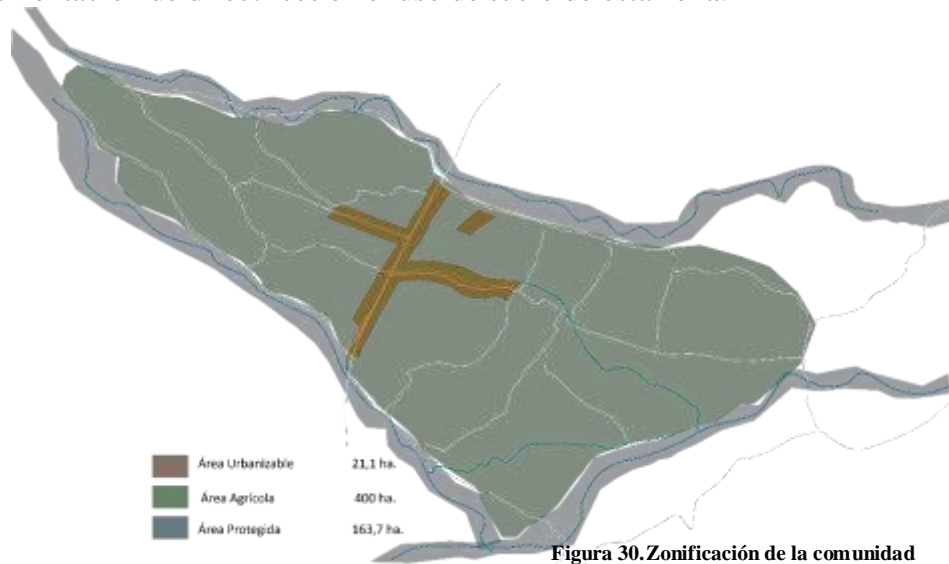 Área Urbanizable 21,1 ha.
Área Agrícola 400 ha.
Área Protegida 163,7 ha.
Figura 30. Zonificación de la comunidad